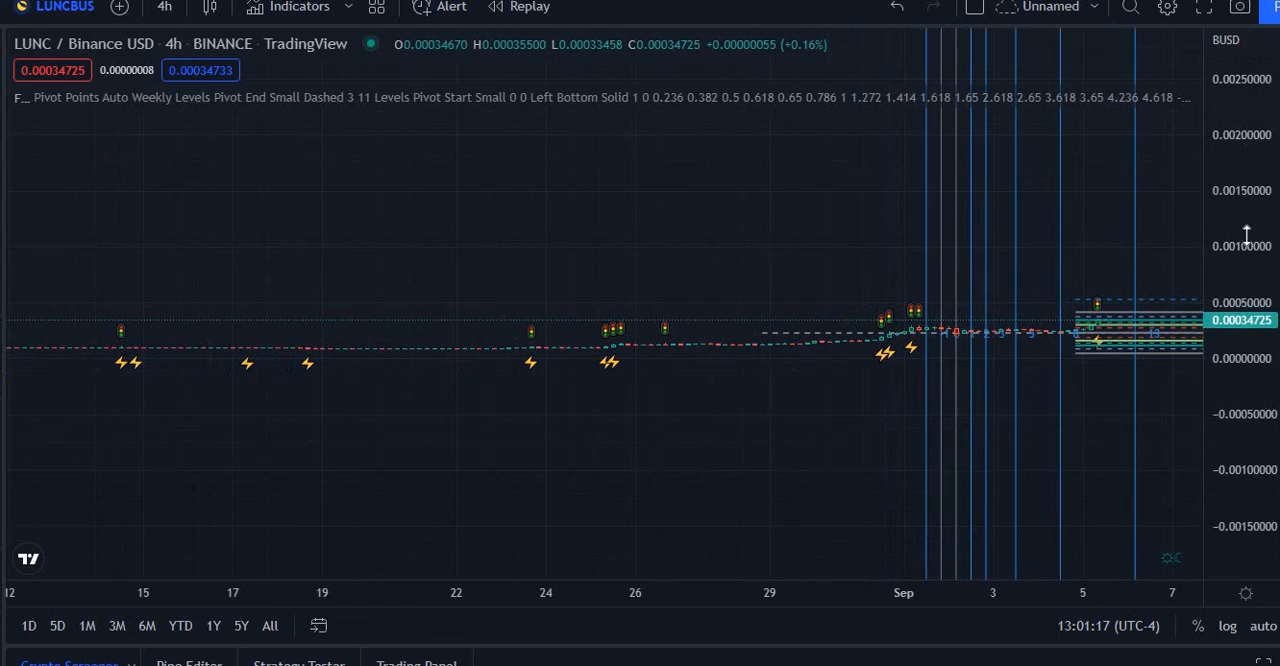 LUNCBUS 4h Indicators Alert Replay Unnamed
LUNC / Binance USD · 4h · BINANCE · TradingView O0.00034670 H0.00035500 L0.00033458 C0.00034725 +0.00000055 (+0.16%) BUSD
0.00034725 0.00000008 0.00034733
F... Pivot Points Auto Weekly Levels Pivot End Small Dashed 3 11 Levels Pivot Start Small 0 0 Left Bottom Solid 1 0 0.236 0.382 0.5 0.618 0.65 0.786 1 1.272 1.414 1.618 1.65 2.618 2.65 3.618 3.65 4.236 4.618 -...
0.00250000
0.00200000
0.00150000
0.00100000
0.00050000
0.00034725
0.00000000
−0.00050000
−0.00100000
−0.00150000
12 15 17 19 22 24 26 29 Sep 3 5 7
1D 5D 1M 3M 6M YTD 1Y 5Y All 13:01:17 (UTC-4) % log auto
Crypto Screener Pine Editor Strategy Tester Trading Panel